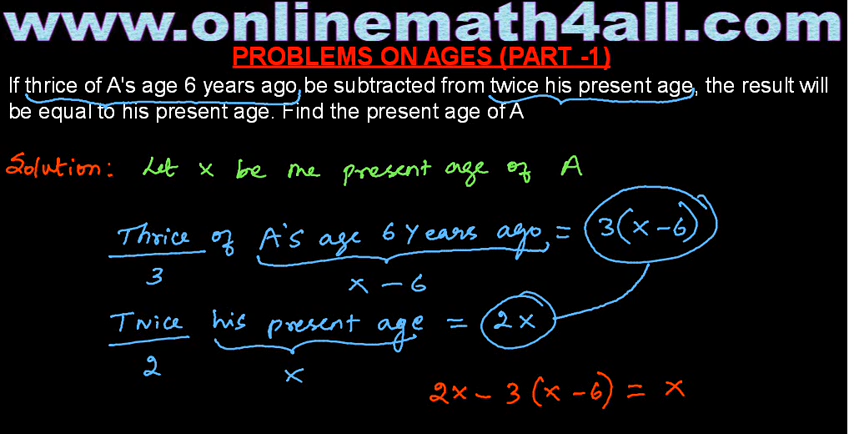 www.onlinemath4all.com
PROBLEMS ON AGES (PART -1)
If thrice of A's age 6 years ago,be subtracted from twice his present age, the result will
be equal to his present age. Find the present age of A
Solution: Let x be the present age of A
Thrice of A's age 6 Years ago, = 3(x-6)
3 x - 6
Twice his present age = 2x
2 x
2x - 3 (x - 6) = x